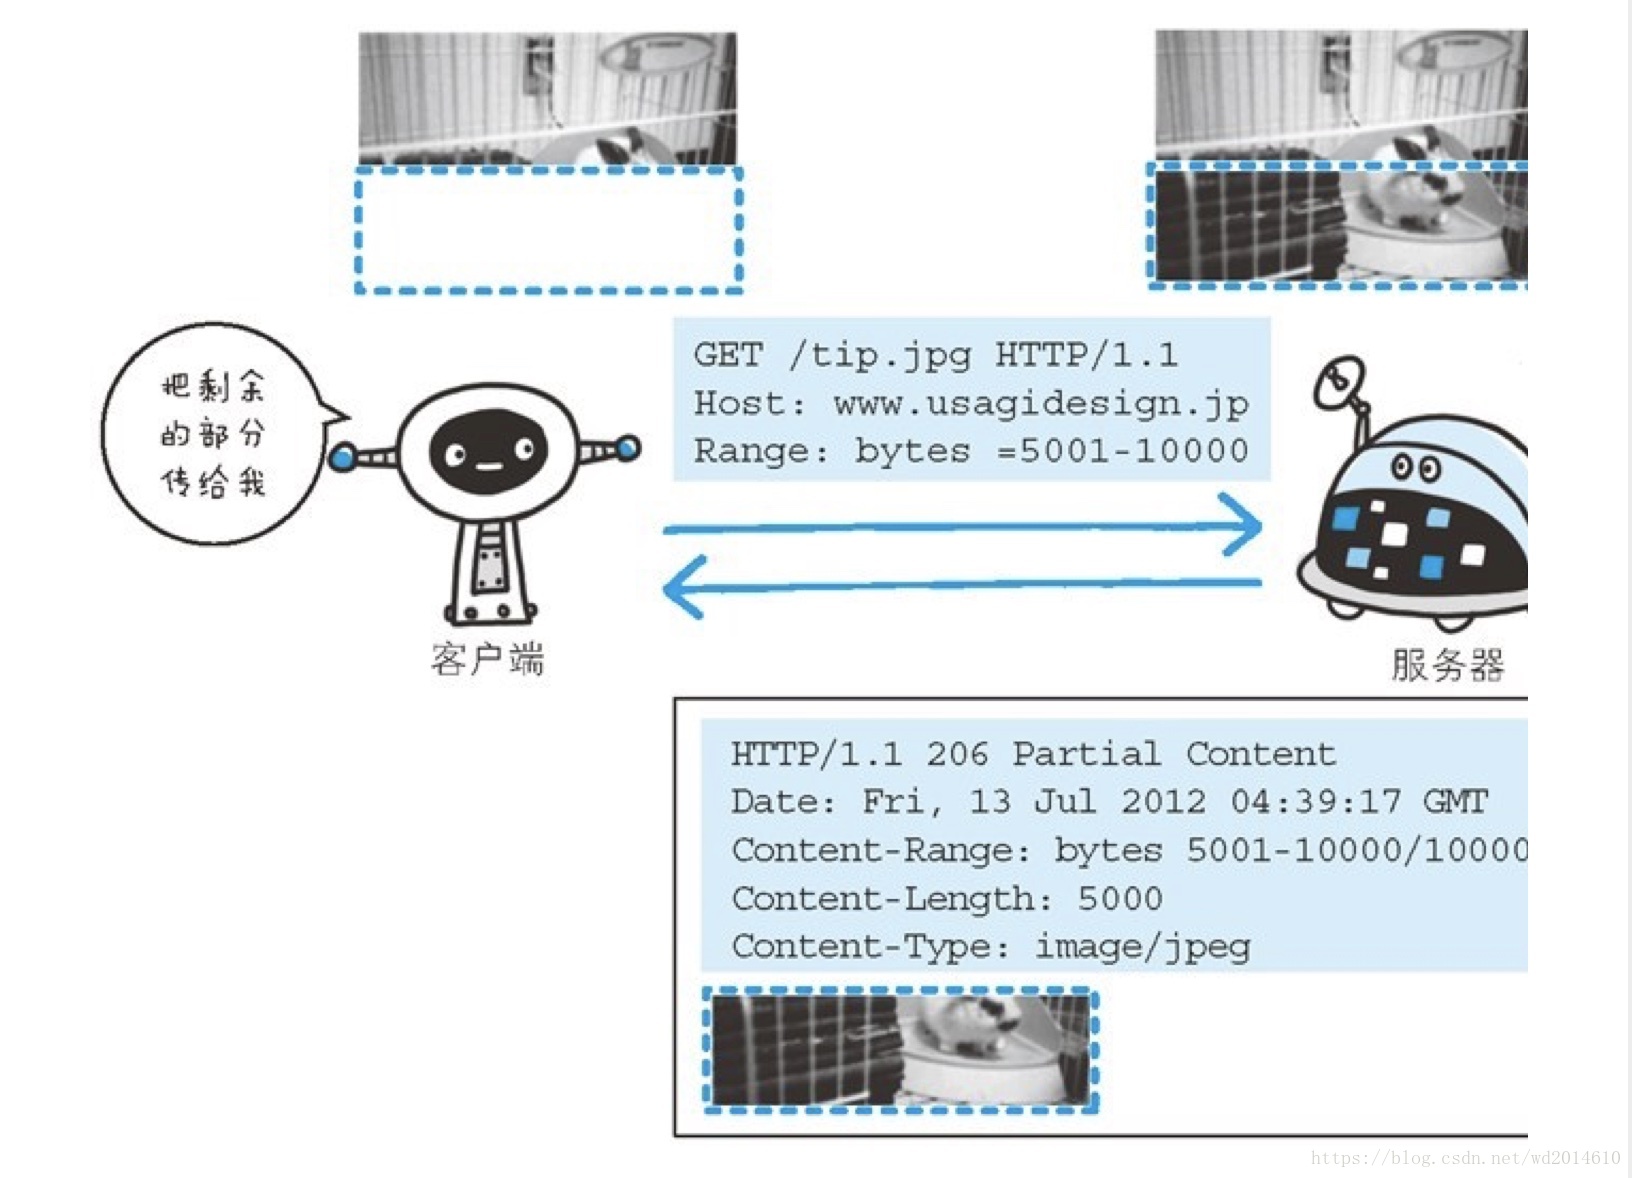 把剩余
的部分
传给我
GET /tip.jpg HTTP/1.1
Host: www.usagidesign.jp
Range: bytes =5001-10000
客户端
服务器
HTTP/1.1 206 Partial Content
Date: Fri, 13 Jul 2012 04:39:17 GMT
Content-Range: bytes 5001-10000/10000
Content-Length: 5000
Content-Type: image/jpeg
https://blog.csdn.net/wd2014610